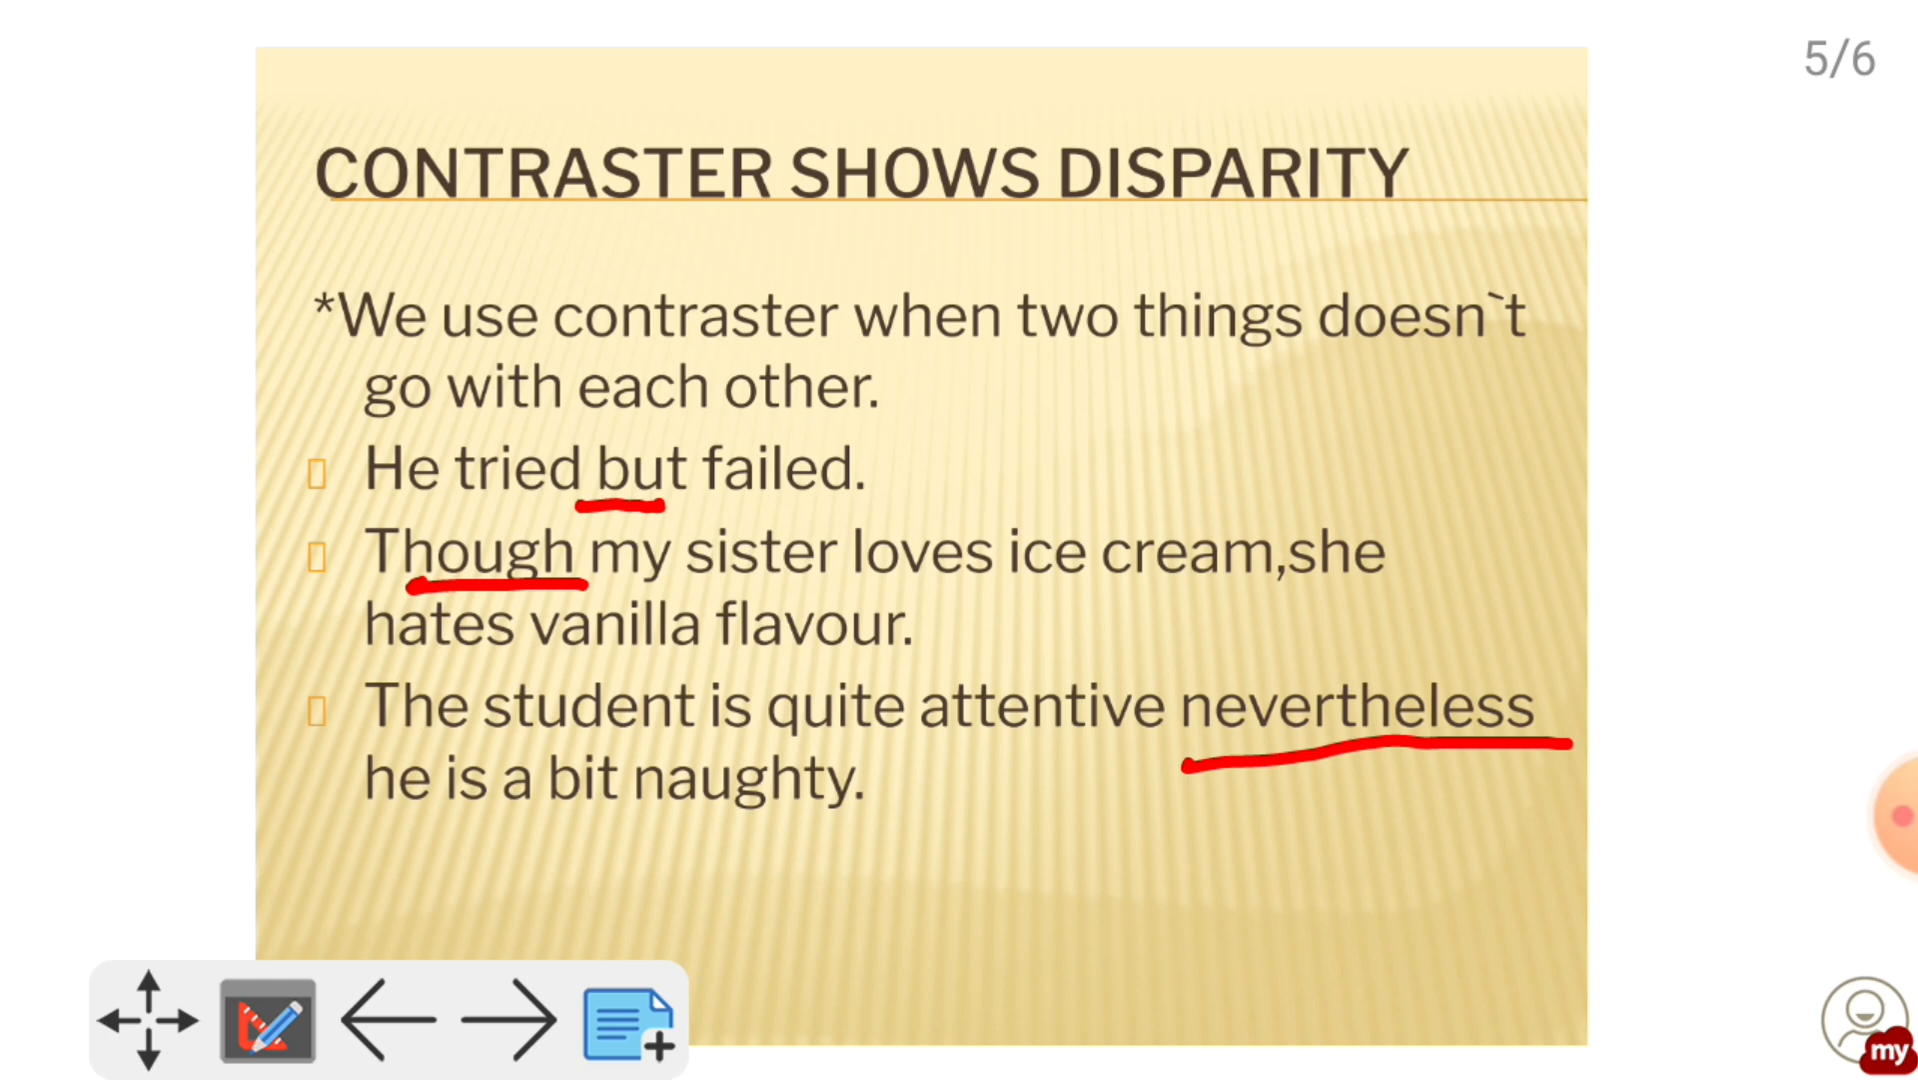 5/6
CONTRASTER SHOWS DISPARITY
*We use contraster when two things doesn`t
go with each other.
He tried but failed.
Though my sister loves ice cream,she
hates vanilla flavour.
The student is quite attentive nevertheless
he is a bit naughty.
my